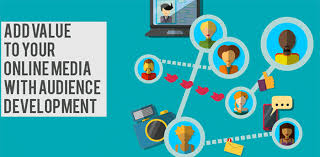 ADD VALUE
TO YOUR
ONLINE MEDIA
WITH AUDIENCE
DEVELOPMENT